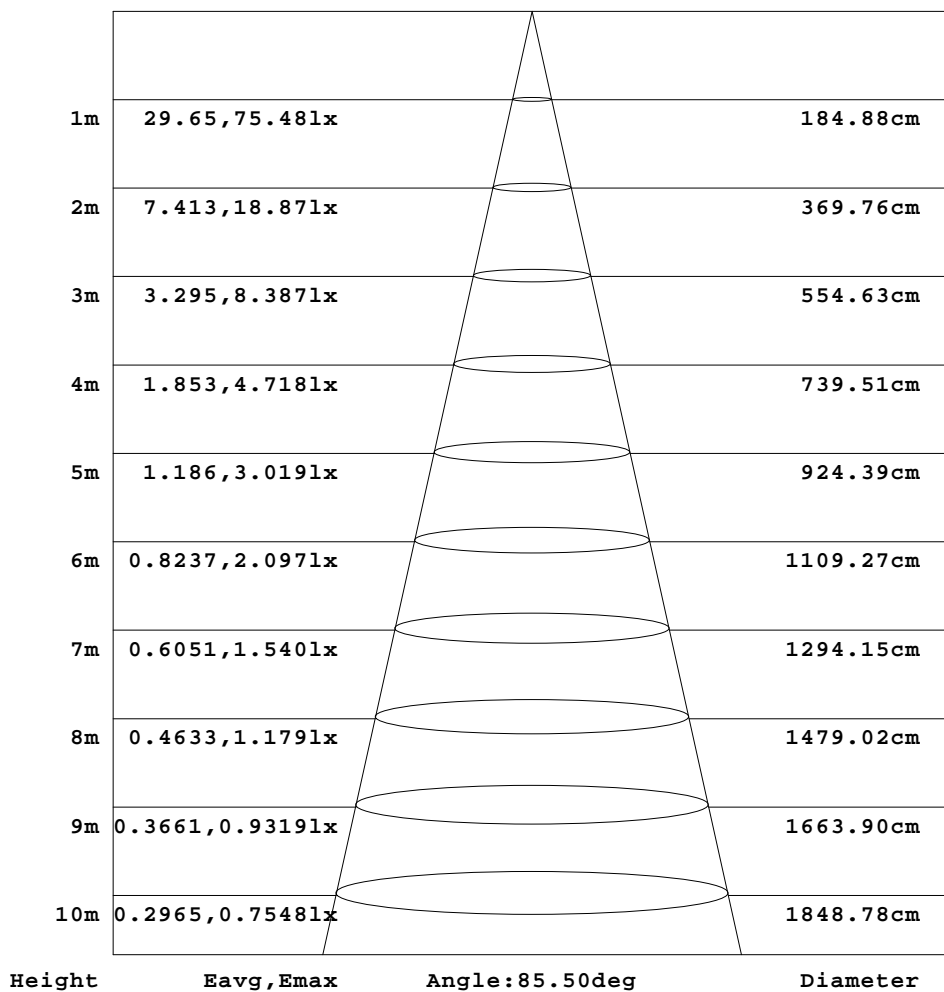 1m 29.65,75.48lx 184.88cm
2m 7.413,18.87lx 369.76cm
3m 3.295,8.387lx 554.63cm
4m 1.853,4.718lx 739.51cm
5m 1.186,3.019lx 924.39cm
6m 0.8237,2.097lx 1109.27cm
7m 0.6051,1.540lx 1294.15cm
8m 0.4633,1.179lx 1479.02cm
9m 0.3661,0.9319lx 1663.90cm
10m 0.2965,0.7548lx 1848.78cm
Height Eavg,Emax Angle:85.50deg Diameter